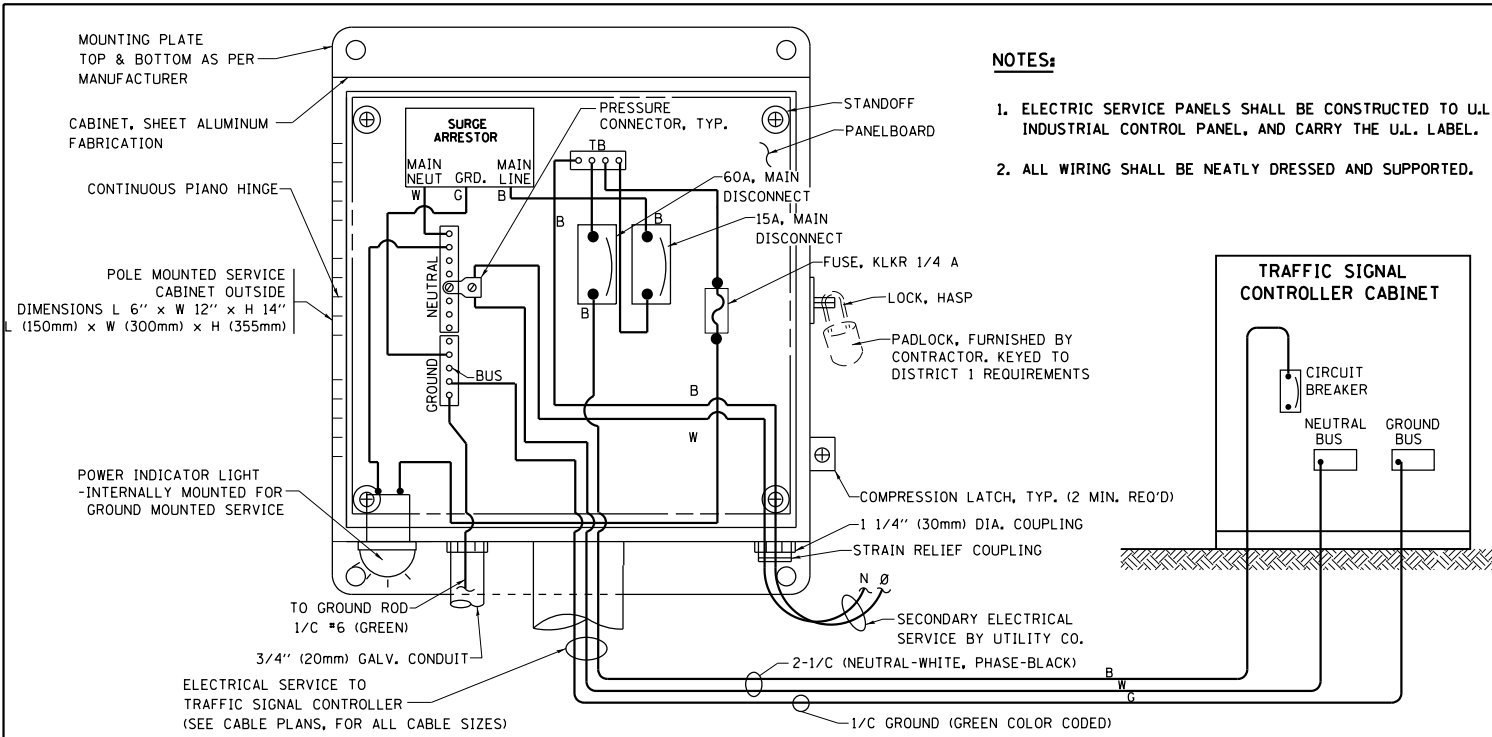 MOUNTING PLATE
TOP & BOTTOM AS PER
MANUFACTURER
CABINET, SHEET ALUMINUM
FABRICATION
CONTINUOUS PIANO HINGE
POLE MOUNTED SERVICE
CABINET OUTSIDE
DIMENSIONS L 6'' x W 12'' x H 14''
L (150mm) x W (300mm) x H (355mm)
POWER INDICATOR LIGHT
-INTERNALLY MOUNTED FOR
GROUND MOUNTED SERVICE
TO GROUND ROD
1/C #6 (GREEN)
3/4'' (20mm) GALV. CONDUIT
ELECTRICAL SERVICE TO
TRAFFIC SIGNAL CONTROLLER
(SEE CABLE PLANS, FOR ALL CABLE SIZES)
SURGE
ARRESTOR
MAIN
NEUT
GRD.
MAIN
LINE
W
G
B
PRESSURE
CONNECTOR, TYP.
TB
NEUTRAL
GROUND
BUS
B
B
B
B
W
STANDOFF
PANELBOARD
60A, MAIN
DISCONNECT
15A, MAIN
DISCONNECT
FUSE, KLKR 1/4 A
LOCK, HASP
PADLOCK, FURNISHED BY
CONTRACTOR. KEYED TO
DISTRICT 1 REQUIREMENTS
COMPRESSION LATCH, TYP. (2 MIN. REQ'D)
1 1/4'' (30mm) DIA. COUPLING
STRAIN RELIEF COUPLING
N Ø
SECONDARY ELECTRICAL
SERVICE BY UTILITY CO.
2-1/C (NEUTRAL-WHITE, PHASE-BLACK)
B
W
G
1/C GROUND (GREEN COLOR CODED)
NOTES:
1. ELECTRIC SERVICE PANELS SHALL BE CONSTRUCTED TO U.L
INDUSTRIAL CONTROL PANEL, AND CARRY THE U.L. LABEL.
2. ALL WIRING SHALL BE NEATLY DRESSED AND SUPPORTED.
TRAFFIC SIGNAL
CONTROLLER CABINET
CIRCUIT
BREAKER
NEUTRAL
BUS
GROUND
BUS